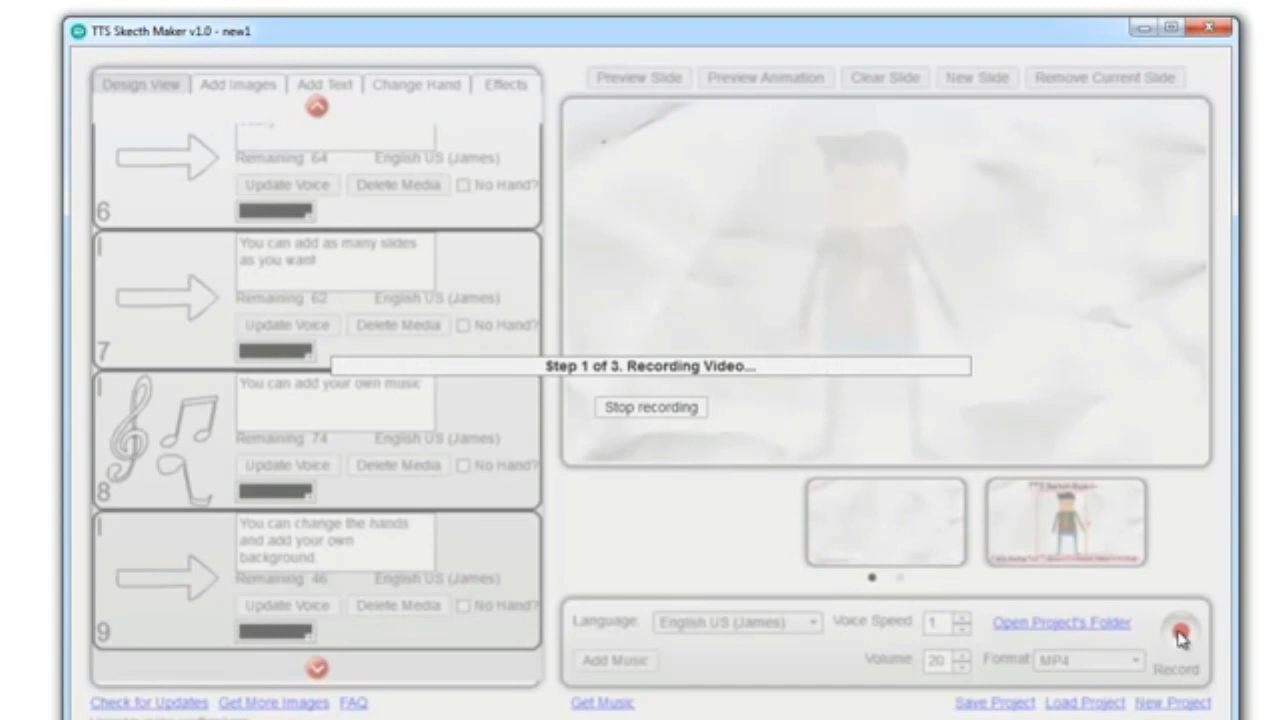 TTS Skecth Maker v1.0 - new1
Design View
Add Images
Add Text
Change Hand
Effects
Preview Slide
Preview Animation
Clear Slide
New Slide
Remove Current Slide
Remaining 64
English US (James)
Update Voice
Delete Media
No Hand?
6
You can add as many slides
as you want
Remaining 62
English US (James)
Update Voice
Delete Media
No Hand?
7
Step 1 of 3. Recording Video...
Stop recording
You can add your own music
Remaining 74
English US (James)
Update Voice
Delete Media
No Hand?
8
You can change the hands
and add your own
background
Remaining 46
English US (James)
Update Voice
Delete Media
No Hand?
9
Language
English US (James)
Voice Speed
1
Open Project's Folder
Add Music
Volume
20
Format
MP4
Record
Check for Updates
Get More Images
FAQ
Get Music
Save Project
Load Project
New Project